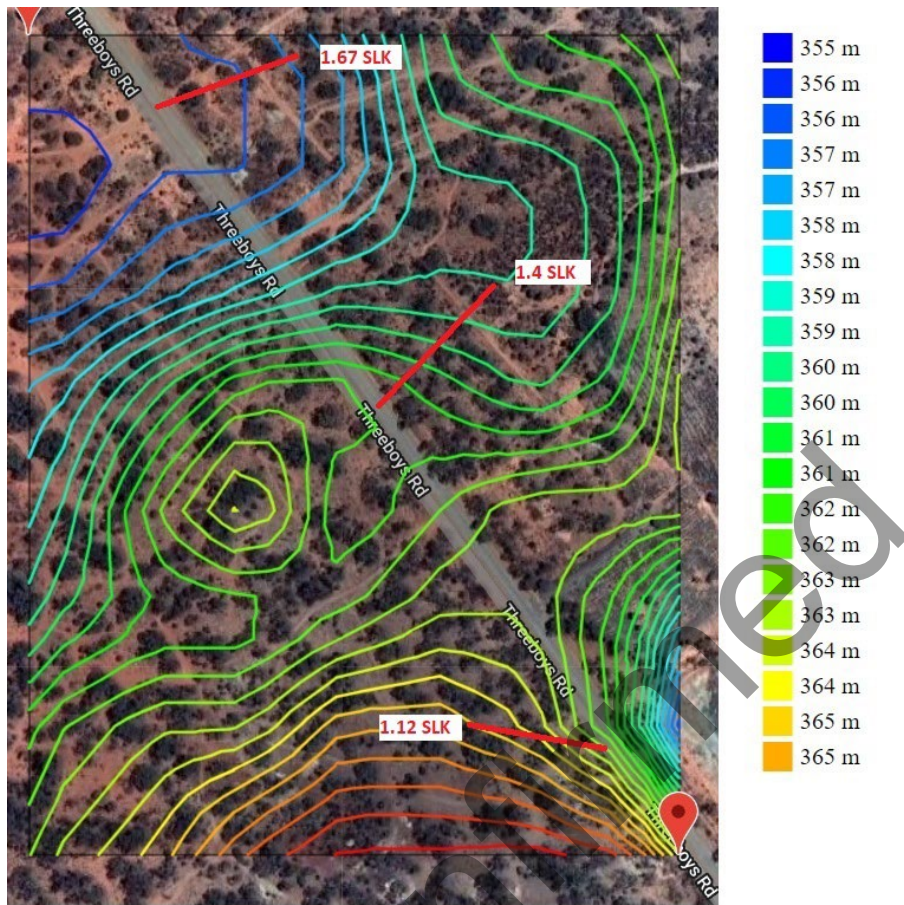 Threeboys Rd
1.67 SLK
Threeboys Rd
1.4 SLK
Threeboys Rd
Threeboys Rd
1.12 SLK
Threeboys Rd
355 m
356 m
356 m
357 m
357 m
358 m
358 m
359 m
359 m
360 m
360 m
361 m
361 m
362 m
362 m
363 m
363 m
364 m
364 m
365 m
365 m